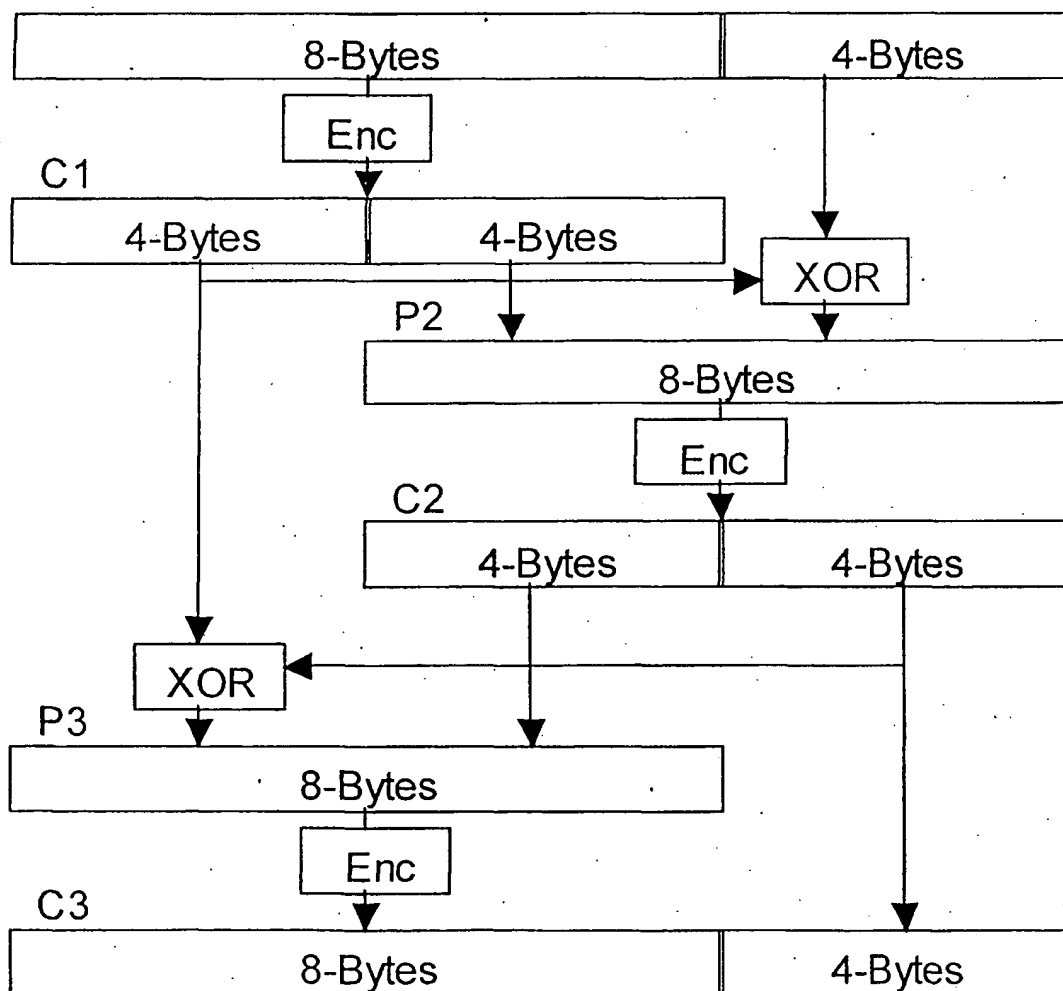 8-Bytes 4-Bytes
Enc
C1
4-Bytes 4-Bytes
XOR
P2
8-Bytes
Enc
C2
4-Bytes 4-Bytes
XOR
P3
8-Bytes
Enc
C3
8-Bytes 4-Bytes